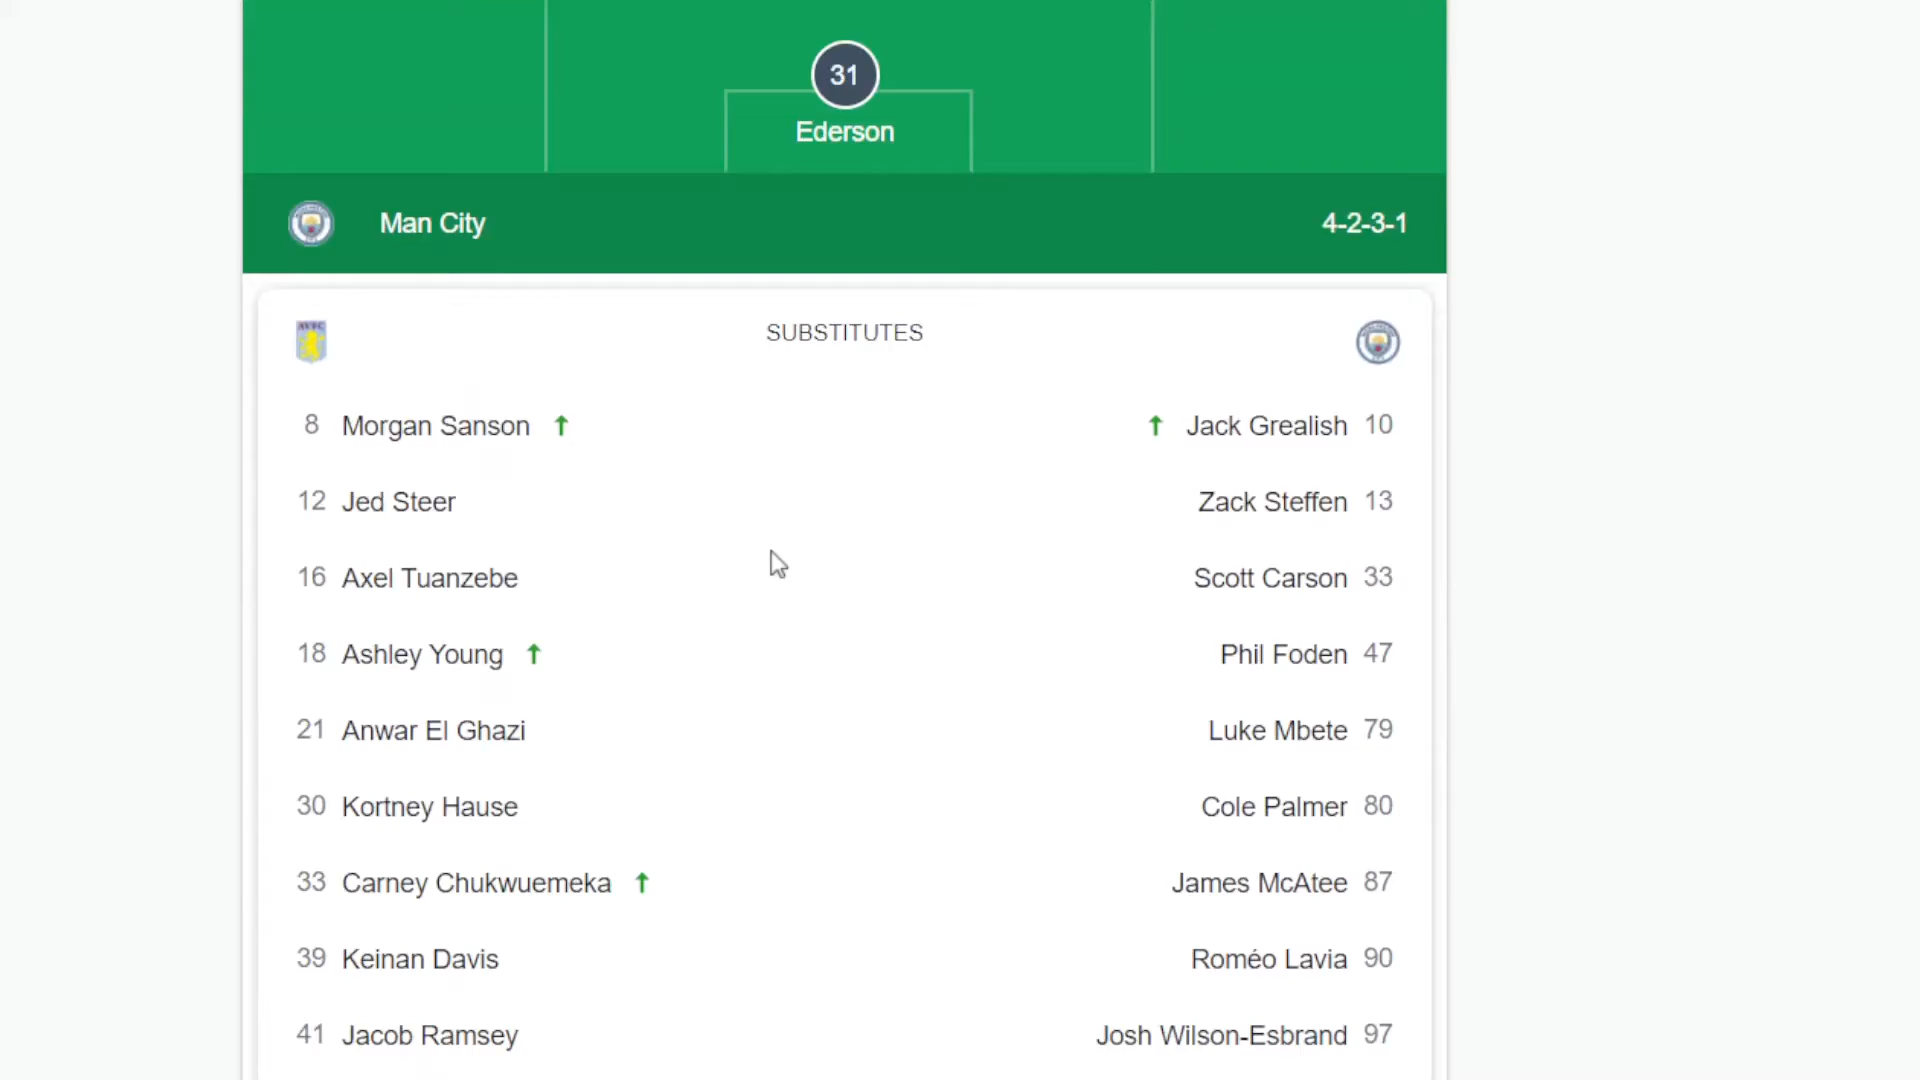 31
Ederson
Man City 4-2-3-1
SUBSTITUTES
8 Morgan Sanson ↑ ↑ Jack Grealish 10
12 Jed Steer Zack Steffen 13
16 Axel Tuanzebe Scott Carson 33
18 Ashley Young ↑ Phil Foden 47
21 Anwar El Ghazi Luke Mbete 79
30 Kortney Hause Cole Palmer 80
33 Carney Chukwuemeka ↑ James McAtee 87
39 Keinan Davis Roméo Lavia 90
41 Jacob Ramsey Josh Wilson-Esbrand 97